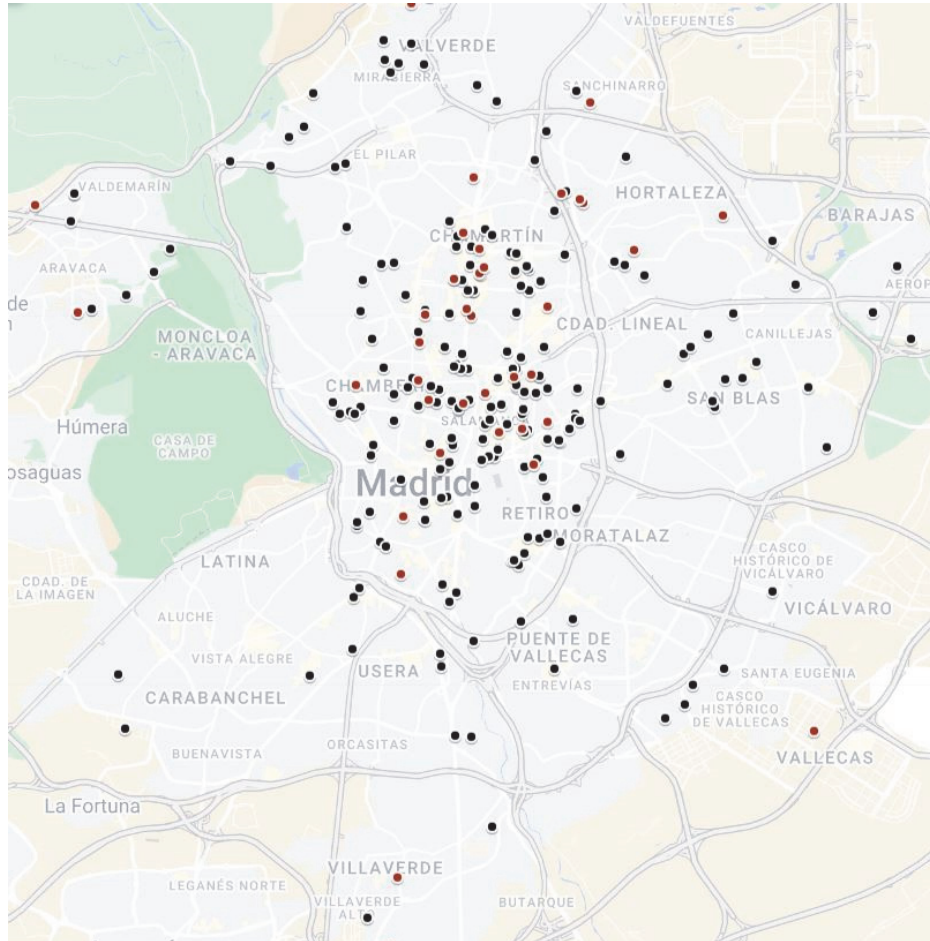 VALDEFUENTES
VALVERDE
MIRASIERRA
SANCHINARRO
EL PILAR
VALDEMARÍN
HORTALEZA
BARAJAS
CHAMARTÍN
ARAVACA
de
AEROP
CDAD. LINEAL
CANILLEJAS
MONCLOA
- ARAVACA
CHAMBE
SAN BLAS
Húmera
CASA DE
CAMPO
SALAMANCA
osaguas
Madrid
RETIRO
MORATALAZ
LATINA
CASCO
HISTÓRICO DE
VICÁLVARO
CDAD. DE
LA IMAGEN
VICÁLVARO
ALUCHE
PUENTE DE
VALLECAS
VISTA ALEGRE
USERA
ENTREVÍAS
SANTA EUGENIA
CARABANCHEL
CASCO
HISTÓRICO
DE VALLECAS
ORCASITAS
BUENAVISTA
VALLECAS
La Fortuna
VILLAVERDE
LEGANÉS NORTE
VILLAVERDE
ALTO
BUTARQUE